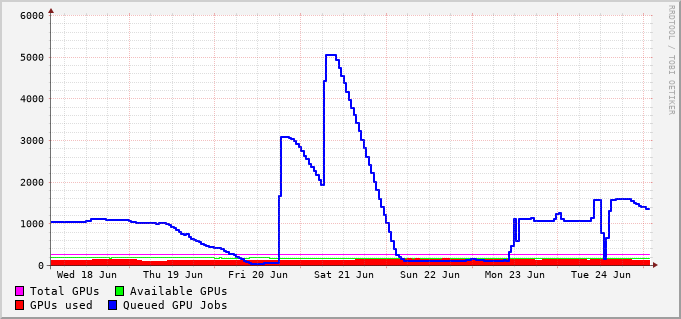 6000
5000
4000
3000
2000
1000
0
Wed 18 Jun Thu 19 Jun Fri 20 Jun Sat 21 Jun Sun 22 Jun Mon 23 Jun Tue 24 Jun
Total GPUs Available GPUs
GPUs used Queued GPU Jobs
RRDTOOL / TOBI OETIKER